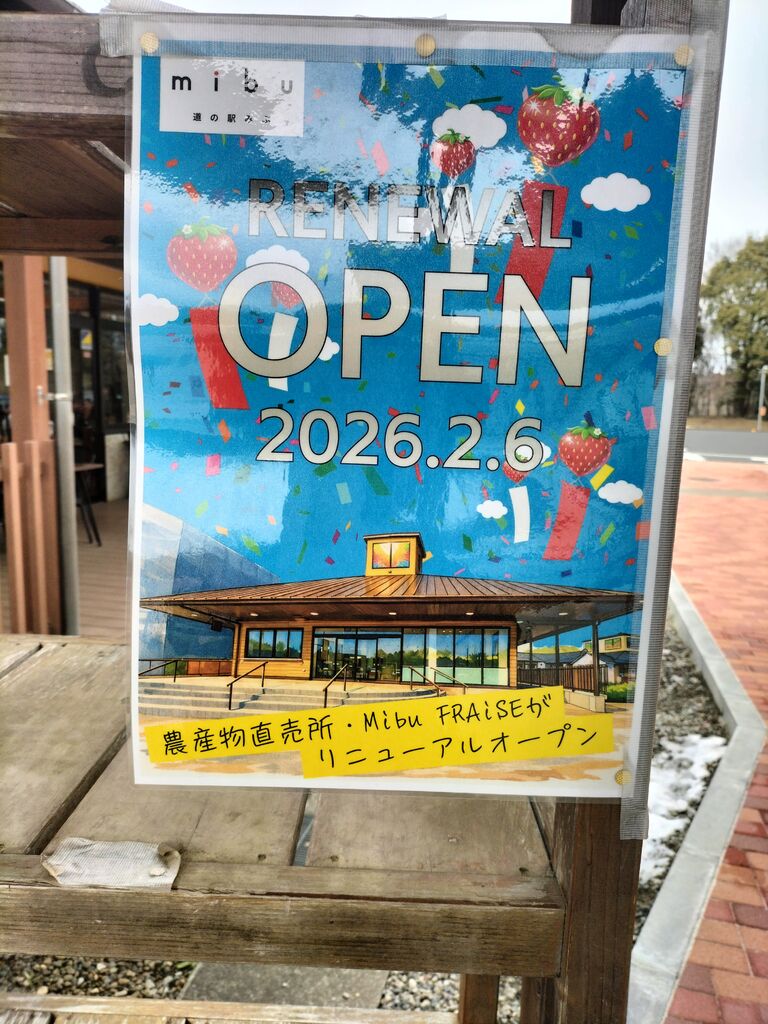 mibu
道の駅みぶ
RENEWAL
OPEN
2026.2.6
農産物直売所・Mibu FRAiSEが
リニューアルオープン